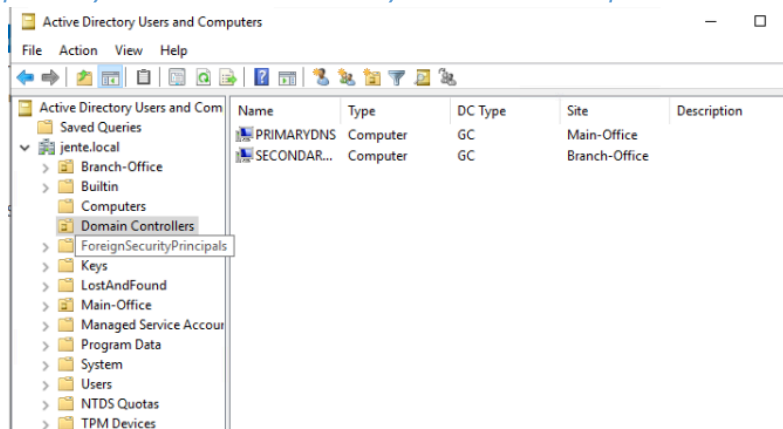 Active Directory Users and Computers
File Action View Help
Active Directory Users and Com
Name Type DC Type Site Description
Saved Queries
PRIMARYDNS Computer GC Main-Office
jente.local
SECONDAR... Computer GC Branch-Office
Branch-Office
Builtin
Computers
Domain Controllers
ForeignSecurityPrincipals
Keys
LostAndFound
Main-Office
Managed Service Accour
Program Data
System
Users
NTDS Quotas
TPM Devices